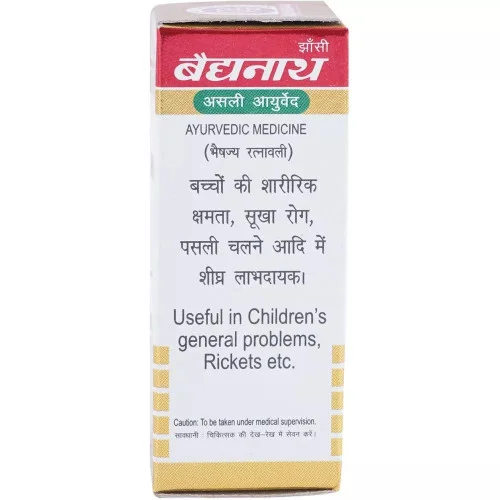 झाँसी
बैद्यनाथ
असली आयुर्वेद
AYURVEDIC MEDICINE
(भैषज्य रत्नावली)
बच्चों की शारीरिक
क्षमता, सूखा रोग,
पसली चलने आदि में
शीघ्र लाभदायक।
Useful in Children's
general problems,
Rickets etc.
Caution: To be taken under medical supervision.
सावधानी : चिकित्सक की देख-रेख में सेवन करें।